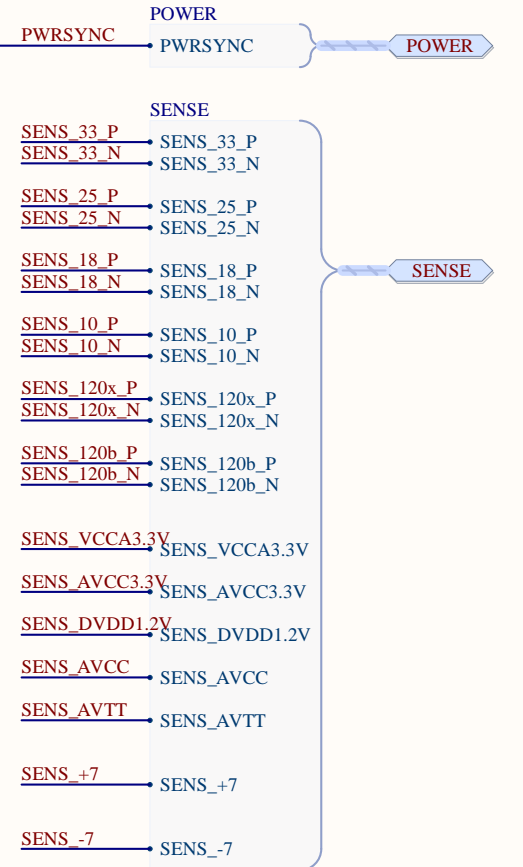 POWER
PWRSYNC PWRSYNC POWER
SENSE
SENS_33_P SENS_33_P
SENS_33_N SENS_33_N
SENS_25_P SENS_25_P
SENS_25_N SENS_25_N
SENS_18_P SENS_18_P SENSE
SENS_18_N SENS_18_N
SENS_10_P SENS_10_P
SENS_10_N SENS_10_N
SENS_120x_P SENS_120x_P
SENS_120x_N SENS_120x_N
SENS_120b_P SENS_120b_P
SENS_120b_N SENS_120b_N
SENS_VCCA3.3V SENS_VCCA3.3V
SENS_AVCC3.3V SENS_AVCC3.3V
SENS_DVDD1.2V SENS_DVDD1.2V
SENS_AVCC SENS_AVCC
SENS_AVTT SENS_AVTT
SENS_+7 SENS_+7
SENS_-7 SENS_-7